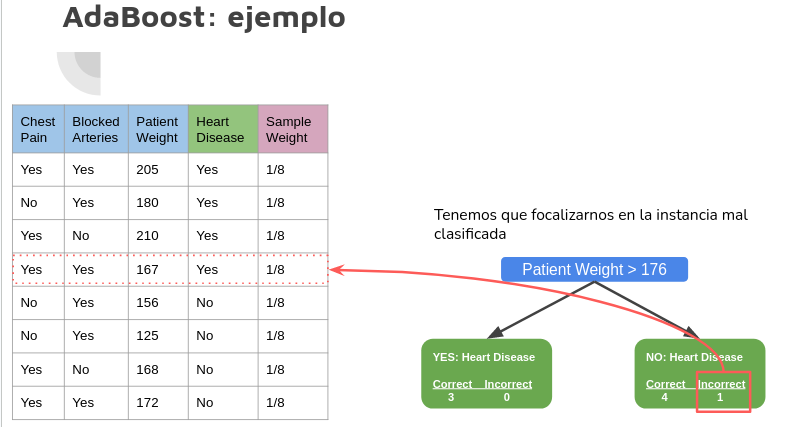 AdaBoost: ejemplo
Chest Pain Blocked Arteries Patient Weight Heart Disease Sample Weight
Yes Yes 205 Yes 1/8
No Yes 180 Yes 1/8
Yes No 210 Yes 1/8
Yes Yes 167 Yes 1/8
No Yes 156 No 1/8
No Yes 125 No 1/8
Yes No 168 No 1/8
Yes Yes 172 No 1/8
Tenemos que focalizarnos en la instancia mal
clasificada
Patient Weight > 176
YES: Heart Disease
Correct Incorrect
3 0
NO: Heart Disease
Correct Incorrect
4 1